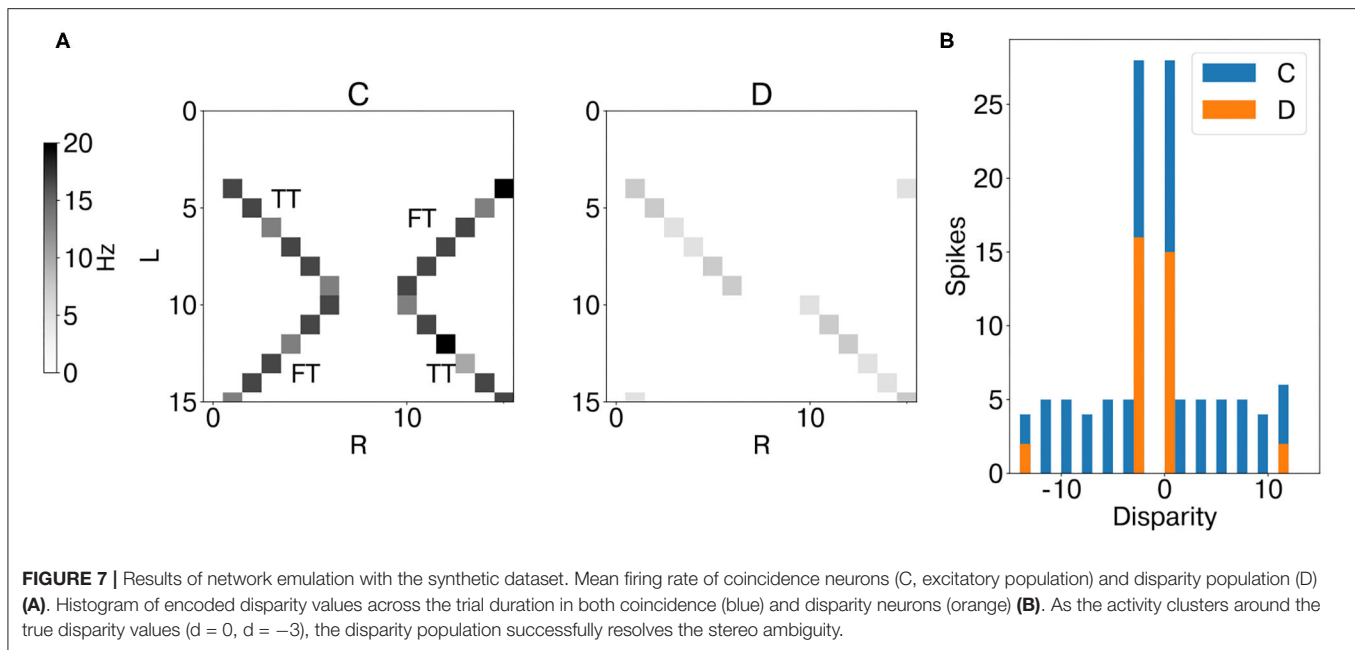 A
B
C
D
0
5
10
15
L
0
10
R
TT
FT
FT
TT
20
15
10
5
0
Hz
0
5
10
15
0
10
R
C
D
25
20
15
10
5
0
Spikes
-10
0
10
Disparity
FIGURE 7 | Results of network emulation with the synthetic dataset. Mean firing rate of coincidence neurons (C, excitatory population) and disparity population (D)
(A). Histogram of encoded disparity values across the trial duration in both coincidence (blue) and disparity neurons (orange) (B). As the activity clusters around the
true disparity values (d = 0, d = −3), the disparity population successfully resolves the stereo ambiguity.